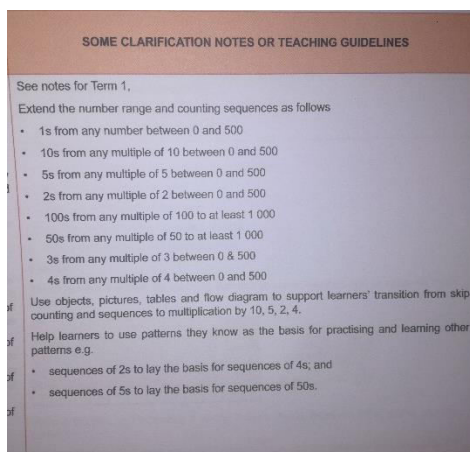 SOME CLARIFICATION NOTES OR TEACHING GUIDELINES
See notes for Term 1,
Extend the number range and counting sequences as follows
• 1s from any number between 0 and 500
• 10s from any multiple of 10 between 0 and 500
• 5s from any multiple of 5 between 0 and 500
• 2s from any multiple of 2 between 0 and 500
• 100s from any multiple of 100 to at least 1 000
• 50s from any multiple of 50 to at least 1 000
• 3s from any multiple of 3 between 0 & 500
• 4s from any multiple of 4 between 0 and 500
of Use objects, pictures, tables and flow diagram to support learners' transition from skip
counting and sequences to multiplication by 10, 5, 2, 4.
of Help learners to use patterns they know as the basis for practising and learning other
patterns e.g.
of • sequences of 2s to lay the basis for sequences of 4s; and
• sequences of 5s to lay the basis for sequences of 50s.
of